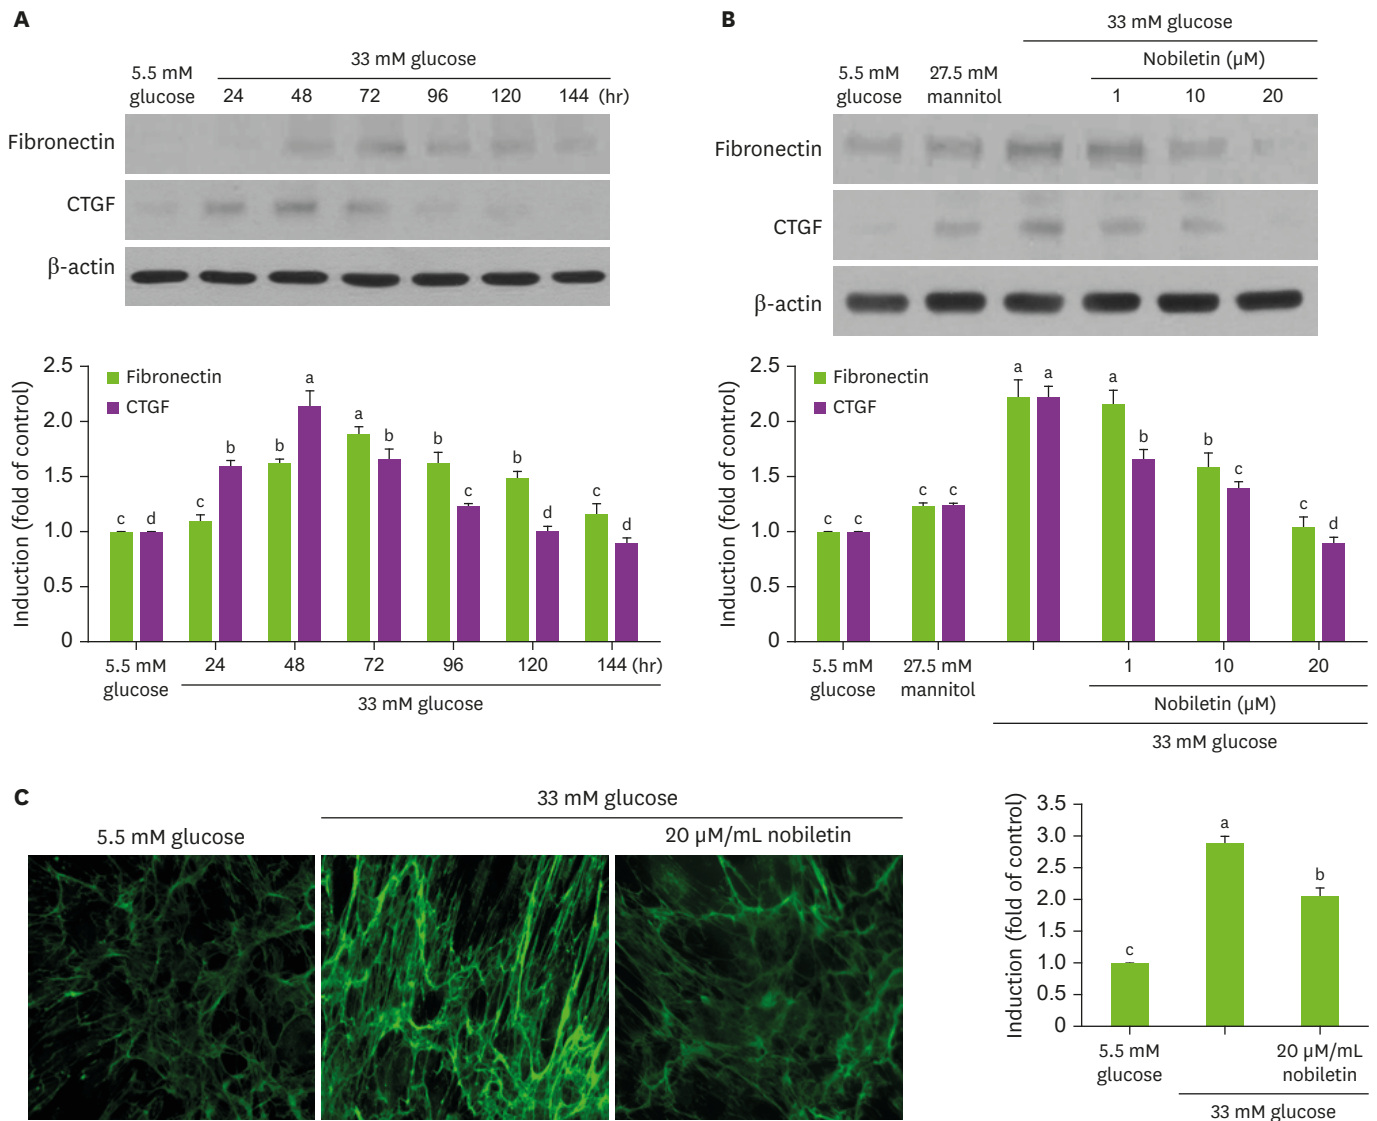 A
33 mM glucose
5.5 mM
glucose
24 48 72 96 120 144 (hr)
Fibronectin
CTGF
β-actin
2.5
2.0
1.5
1.0
0.5
0
Induction (fold of control)
Fibronectin
CTGF
c d c b b a a b b c b d c d
5.5 mM
glucose
24 48 72 96 120 144 (hr)
33 mM glucose
B
33 mM glucose
Nobiletin (µM)
5.5 mM
glucose
27.5 mM
mannitol
1 10 20
Fibronectin
CTGF
β-actin
2.5
2.0
1.5
1.0
0.5
0
Induction (fold of control)
Fibronectin
CTGF
c c c c a a a b b c c d
5.5 mM
glucose
27.5 mM
mannitol
1 10 20
Nobiletin (µM)
33 mM glucose
C
33 mM glucose
5.5 mM glucose
20 µM/mL nobiletin
3.5
3.0
2.5
2.0
1.0
0.5
0
Induction (fold of control)
c a b
5.5 mM
glucose
20 µM/mL
nobiletin
33 mM glucose